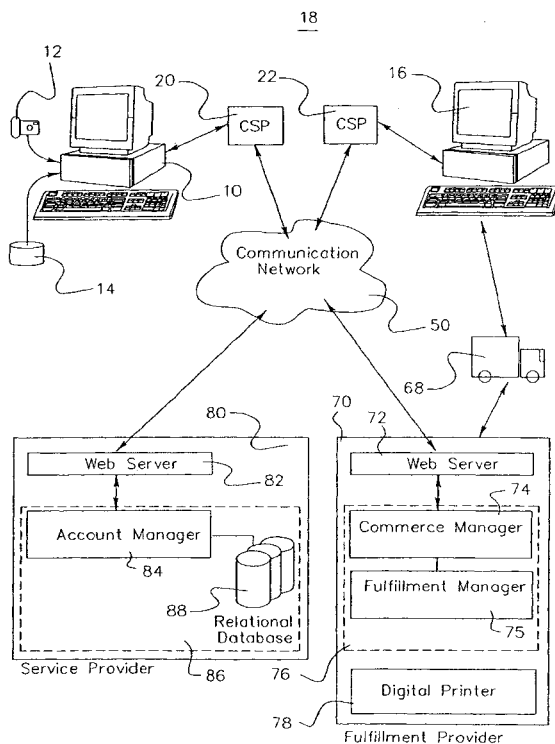 18
12
20
22
16
CSP
CSP
10
14
Communication
Network
50
68
80
70
72
Web Server
82
Web Server
74
Account Manager
84
Commerce Manager
88
Relational
Database
Fulfillment Manager
75
86
76
Service Provider
78
Digital Printer
Fulfillment Provider